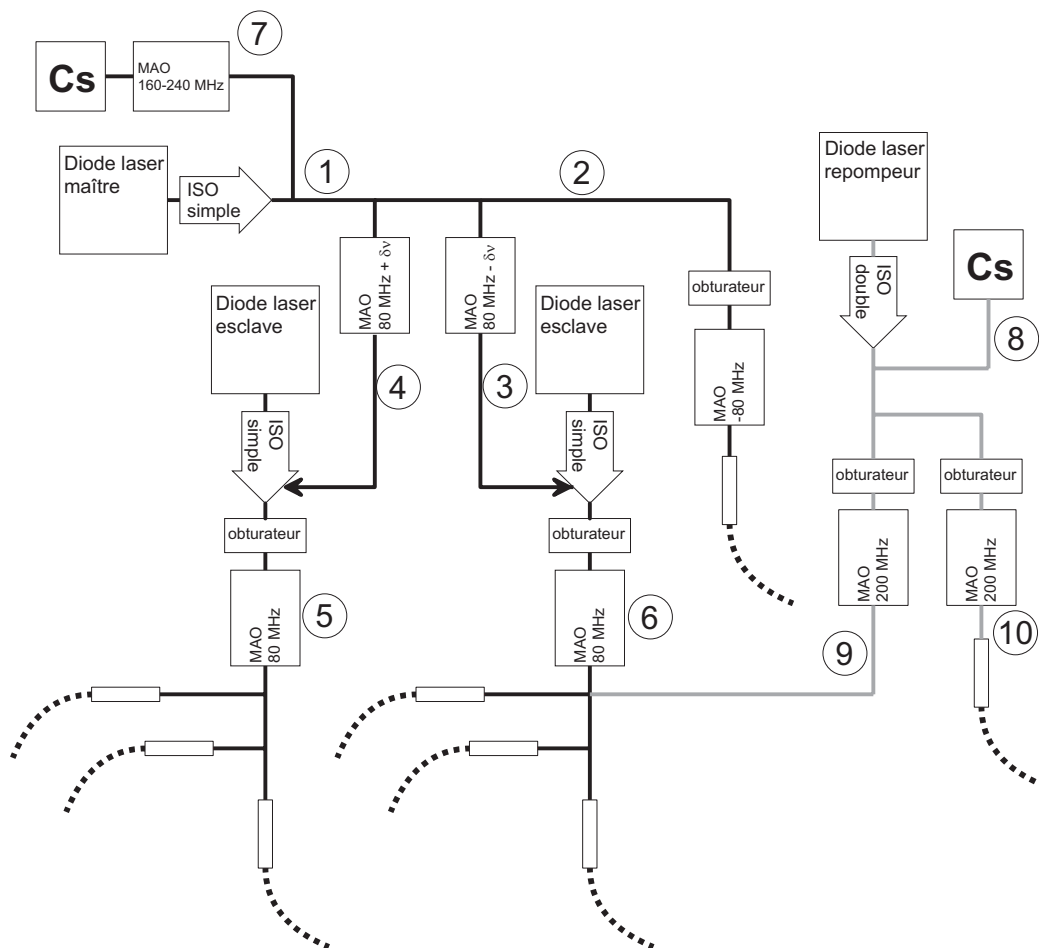 7
Cs
MAO
160-240 MHz
Diode laser
maître
ISO
simple
1
2
Diode laser
repompeur
ISO
double
Cs
8
MAO
80 MHz + δν
MAO
80 MHz - δν
obturateur
MAO
-80 MHz
Diode laser
esclave
4
3
Diode laser
esclave
ISO
simple
ISO
simple
obturateur
obturateur
MAO
200 MHz
MAO
200 MHz
obturateur
obturateur
MAO
80 MHz
5
MAO
80 MHz
6
9
10